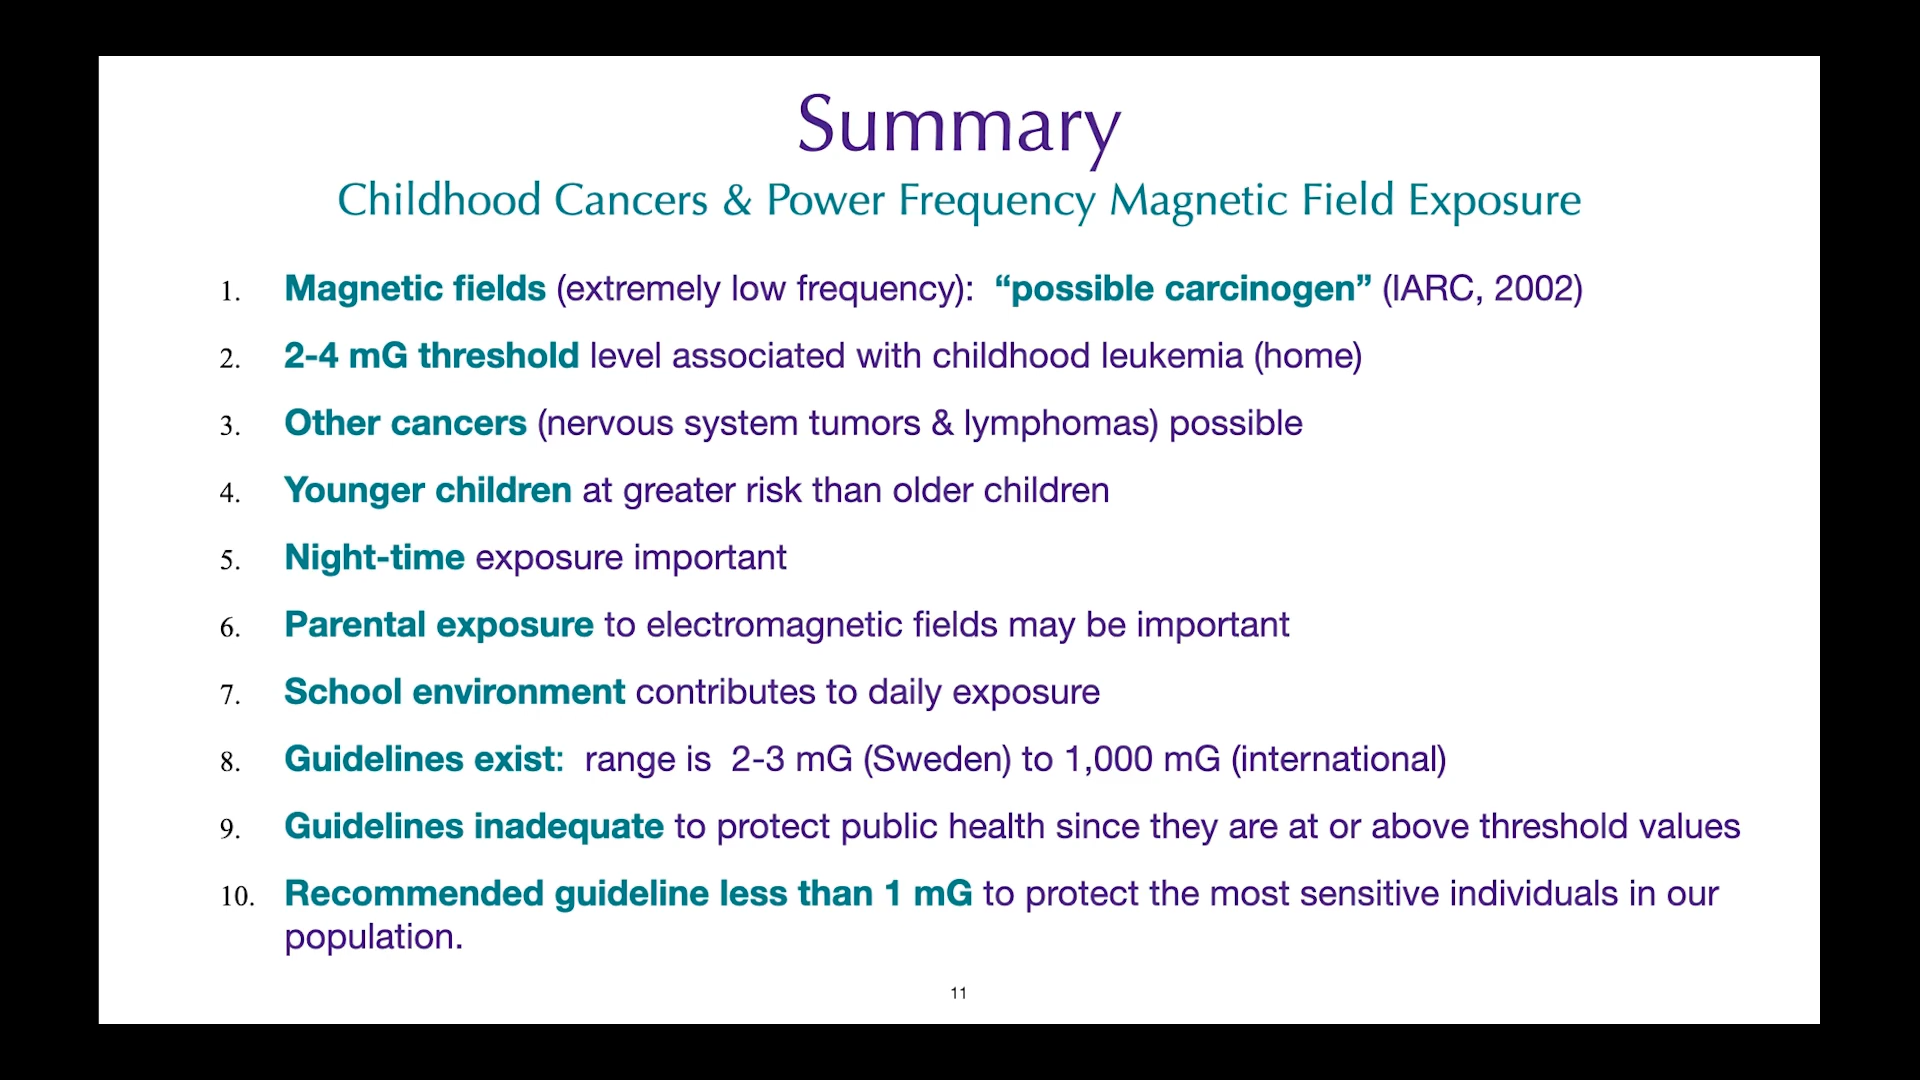 Summary
Childhood Cancers & Power Frequency Magnetic Field Exposure
1. Magnetic fields (extremely low frequency): “possible carcinogen” (IARC, 2002)
2. 2-4 mG threshold level associated with childhood leukemia (home)
3. Other cancers (nervous system tumors & lymphomas) possible
4. Younger children at greater risk than older children
5. Night-time exposure important
6. Parental exposure to electromagnetic fields may be important
7. School environment contributes to daily exposure
8. Guidelines exist: range is 2-3 mG (Sweden) to 1,000 mG (international)
9. Guidelines inadequate to protect public health since they are at or above threshold values
10. Recommended guideline less than 1 mG to protect the most sensitive individuals in our
population.
11